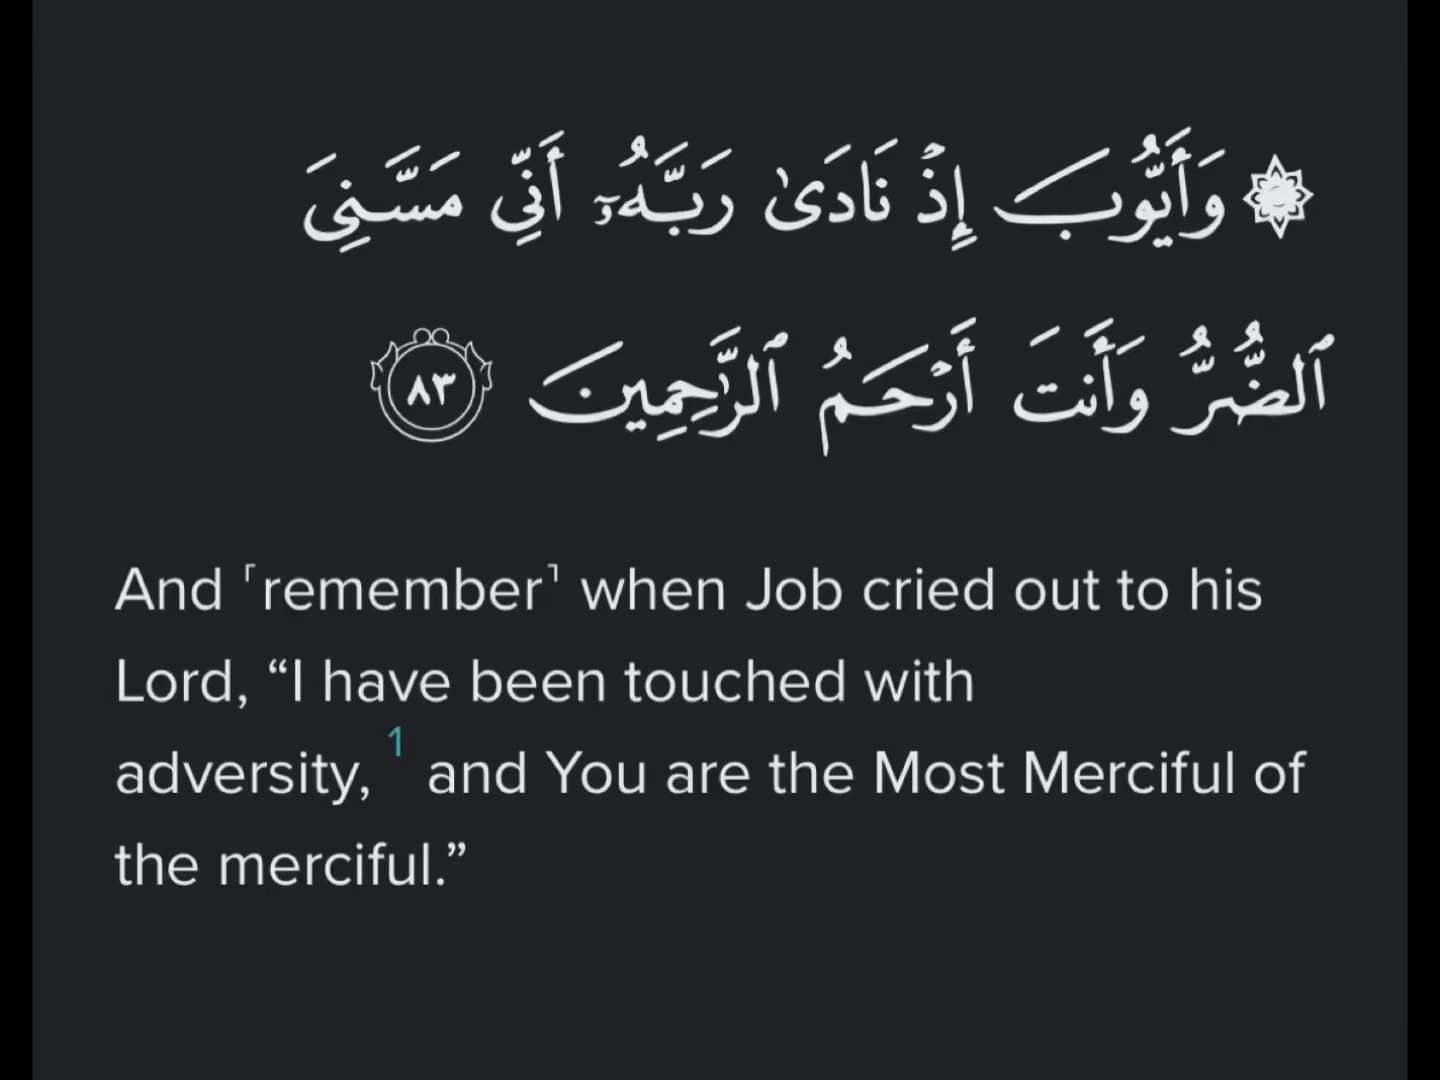 ۞ وَأَيُّوبَ إِذْ نَادَىٰ رَبَّهُۥٓ أَنِّي مَسَّنِىَ
ٱلضُّرُّ وَأَنتَ أَرْحَمُ ٱلرَّٰحِمِينَ ٨٣
And ⸢remember⸣ when Job cried out to his
Lord, “I have been touched with
adversity, 1 and You are the Most Merciful of
the merciful.”